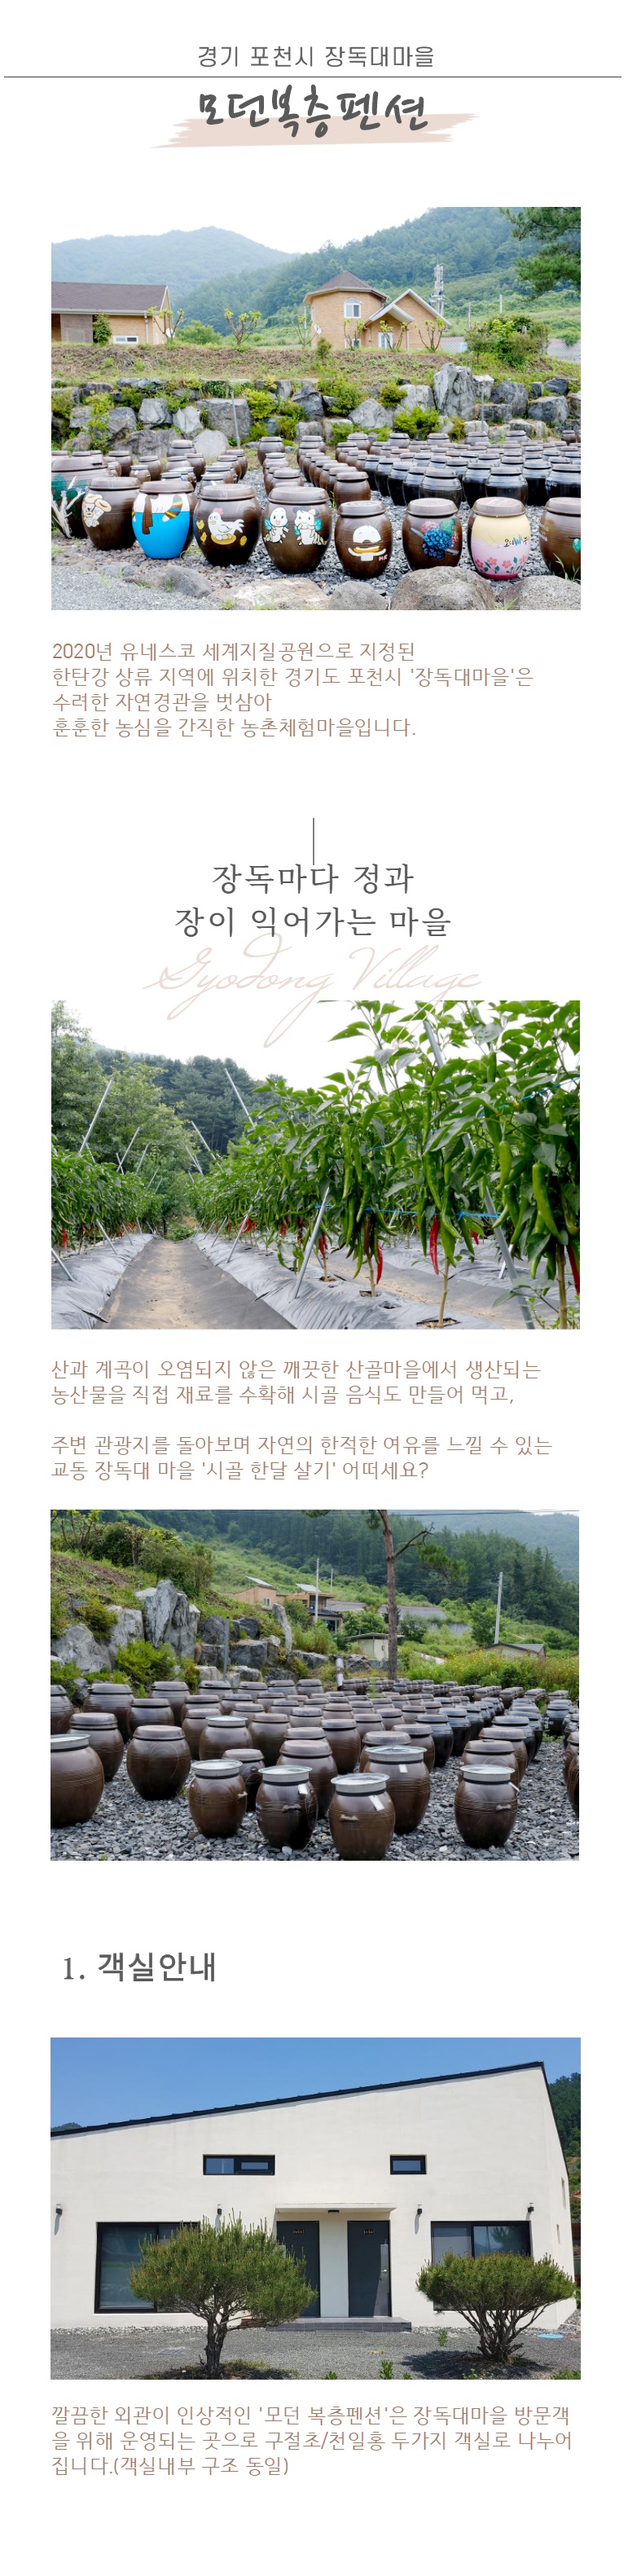 경기 포천시 장독대마을
모던복층펜션
2020년 유네스코 세계지질공원으로 지정된
한탄강 상류 지역에 위치한 경기도 포천시 '장독대마을'은
수려한 자연경관을 벗삼아
훈훈한 농심을 간직한 농촌체험마을입니다.
장독마다 정과
장이 익어가는 마을
Gyodong Village
산과 계곡이 오염되지 않은 깨끗한 산골마을에서 생산되는
농산물을 직접 재료를 수확해 시골 음식도 만들어 먹고,
주변 관광지를 돌아보며 자연의 한적한 여유를 느낄 수 있는
교동 장독대 마을 '시골 한달 살기' 어떠세요?
1. 객실안내
깔끔한 외관이 인상적인 '모던 복층펜션'은 장독대마을 방문객
을 위해 운영되는 곳으로 구절초/천일홍 두가지 객실로 나누어
집니다.(객실내부 구조 동일)